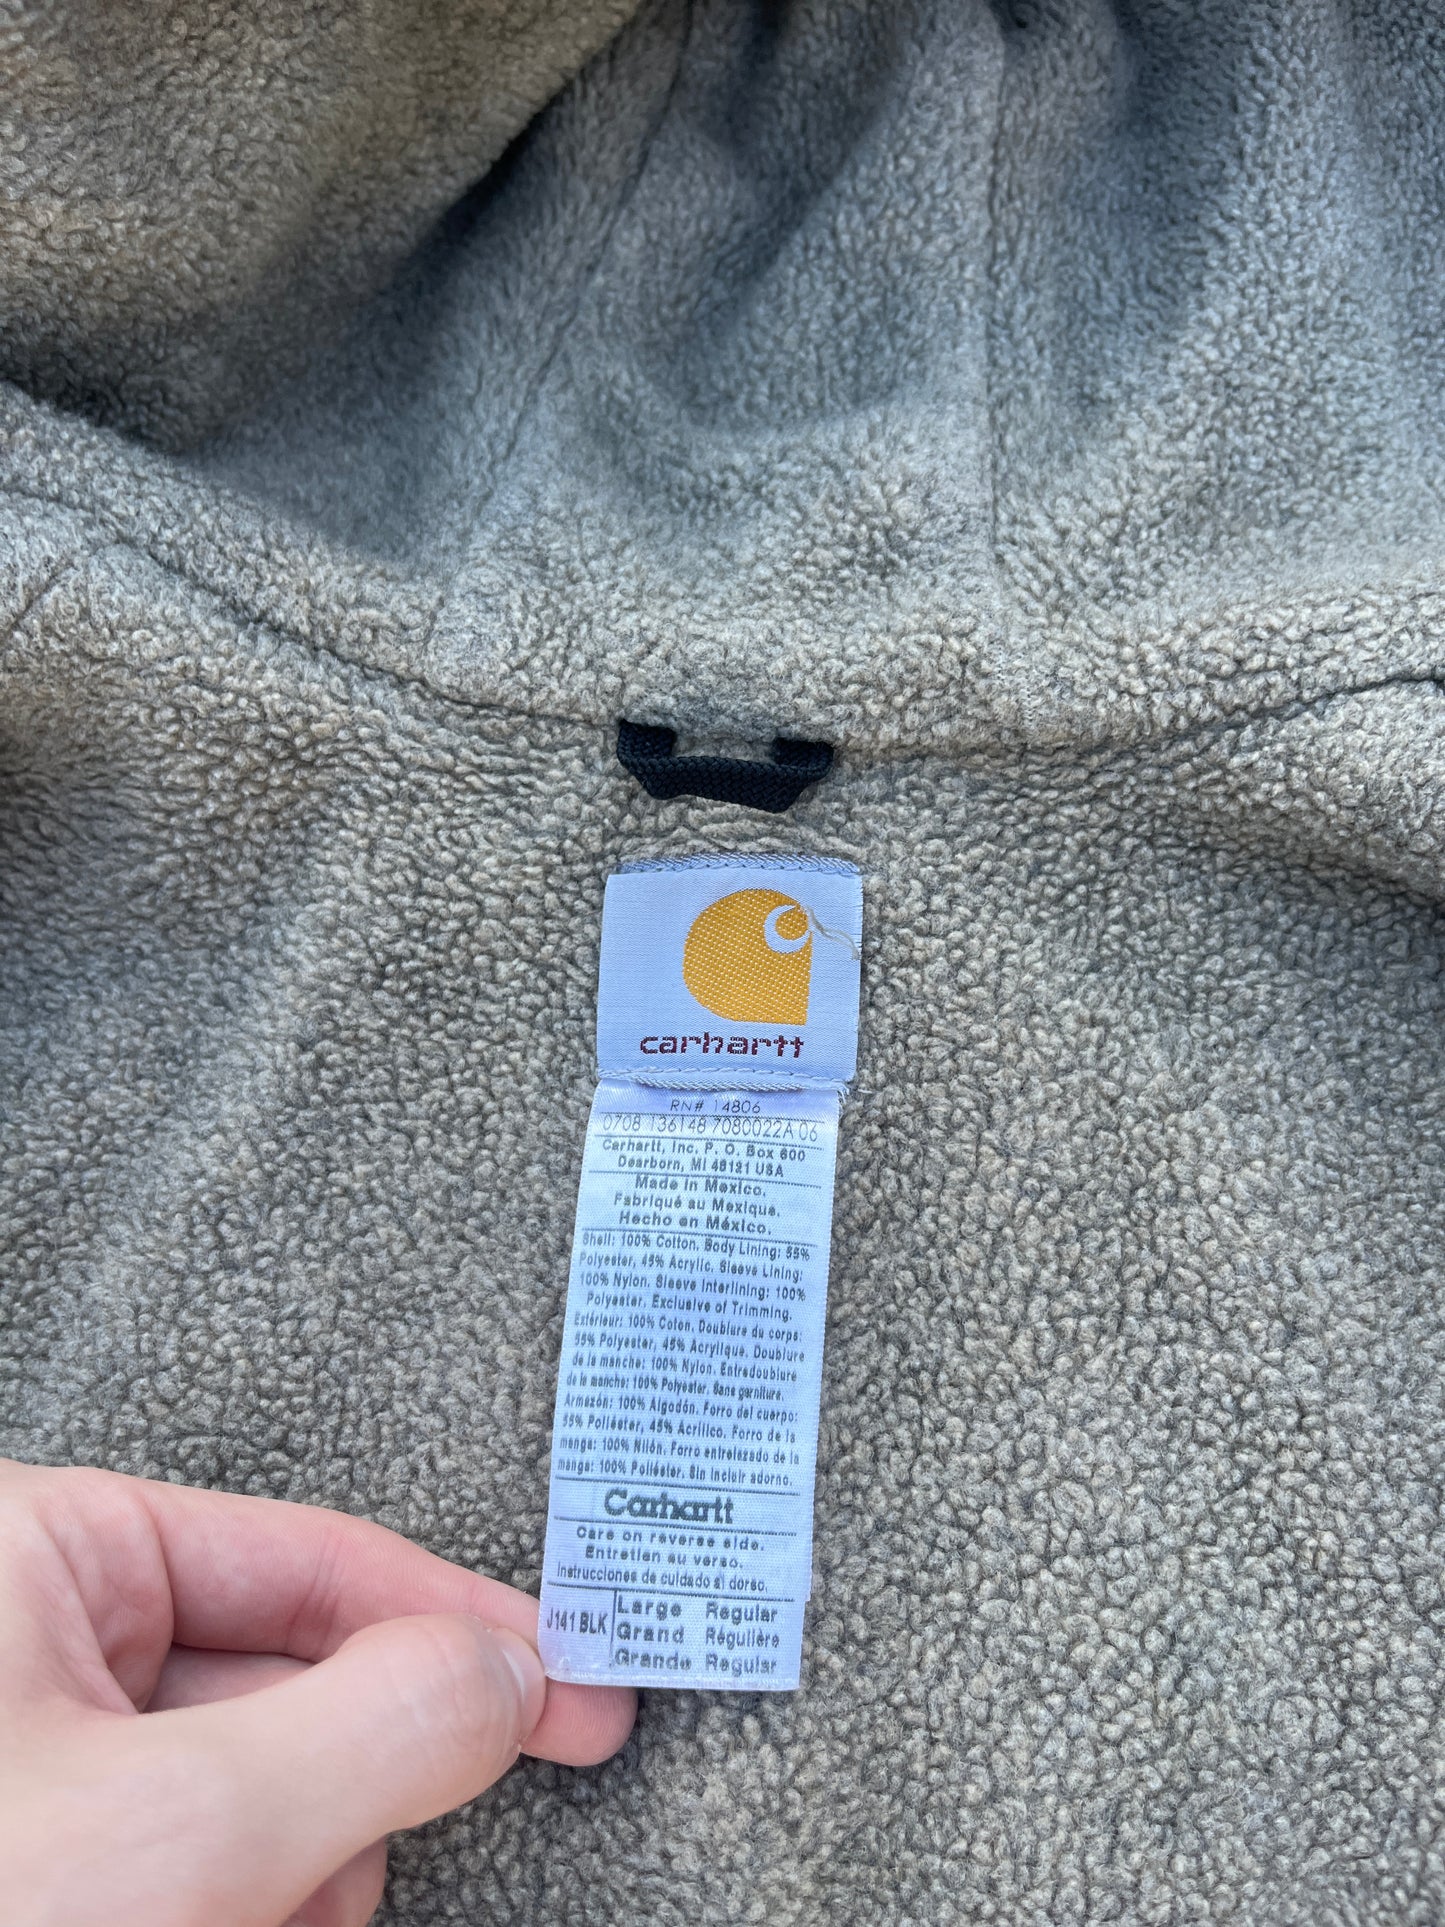 carhartt
RN# 14806
0708 136148 7080022A 06
Carhartt, Inc. P. O. Box 600
Dearborn, MI 48121 USA
Made in Mexico.
Fabriqué au Mexique.
Hecho en México.
Shell: 100% Cotton. Body Lining: 55%
Polyester, 45% Acrylic. Sleeve Lining:
100% Nylon. Sleeve Interlining: 100%
Polyester. Exclusive of Trimming.
Extérieur: 100% Coton. Doublure du corps:
55% Polyester, 45% Acrylique. Doublure
de la manche: 100% Nylon. Entredoublure
de la manche: 100% Polyester. Sans garniture.
Armazón: 100% Algodón. Forro del cuerpo:
55% Poliéster, 45% Acrílico. Forro de la
manga: 100% Nilón. Forro entrelazado de la
manga: 100% Poliéster. Sin incluir adorno.
Carhartt
Care on reverse side.
Entretien au verso.
Instrucciones de cuidado al dorso.
J141 BLK Large Regular
Grand Régulière
Grande Regular